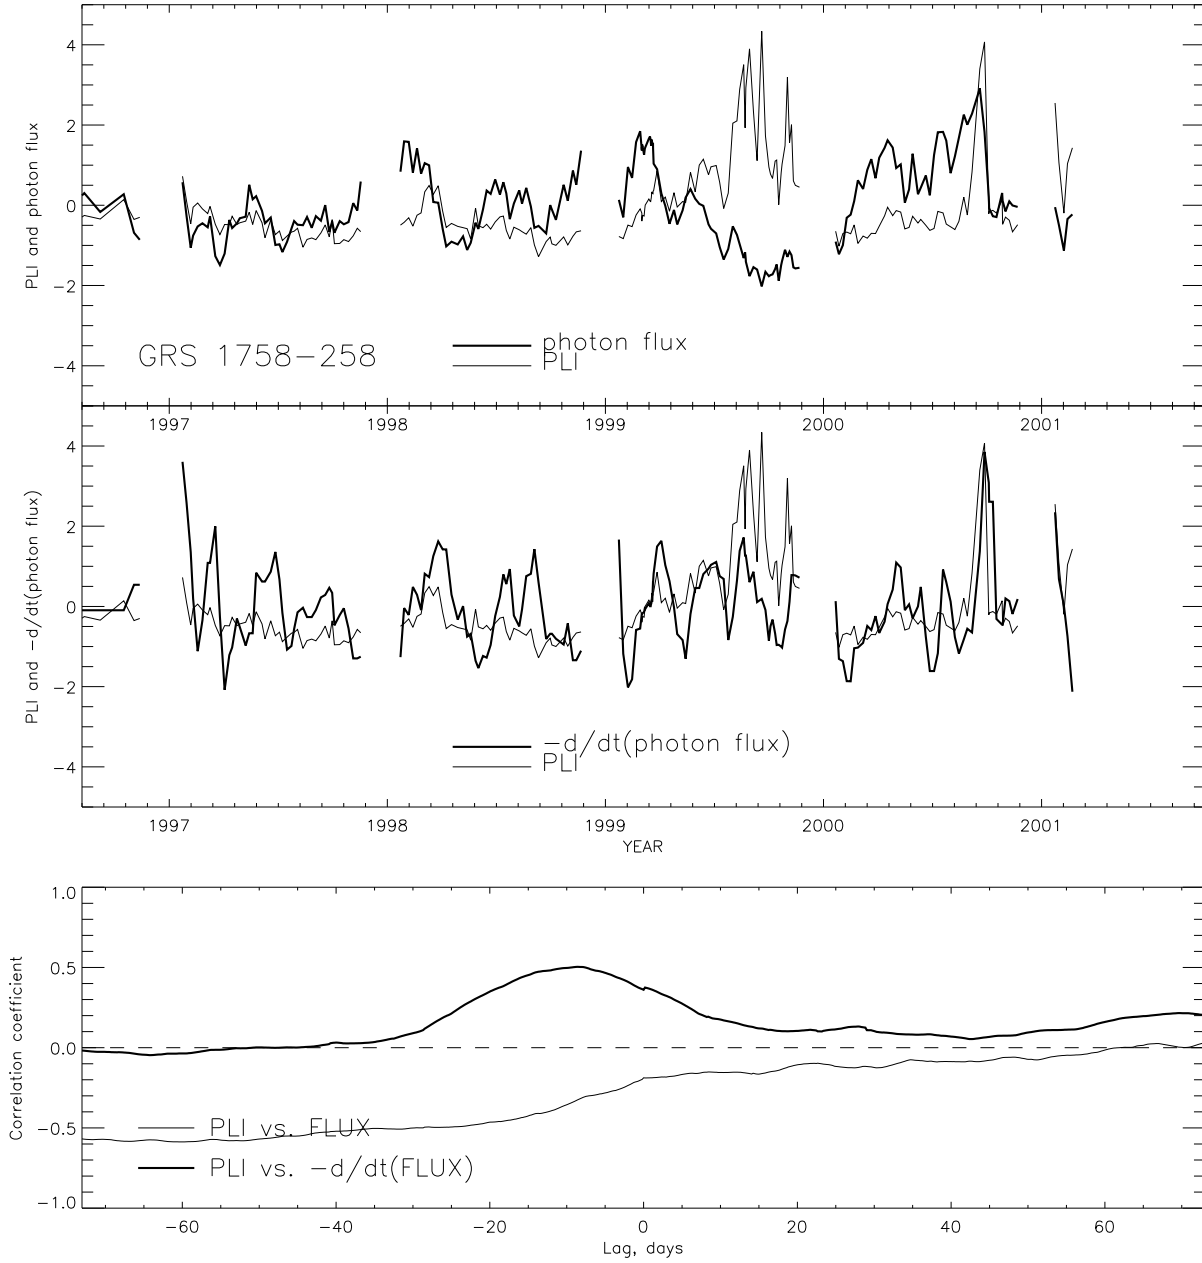 4
2
0
−2
−4
PLI and photon flux
GRS 1758−258
photon flux
PLI
1997 1998 1999 2000 2001
4
2
0
−2
−4
PLI and −d/dt(photon flux)
−d/dt(photon flux)
PLI
1997 1998 1999 2000 2001
YEAR
1.0
0.5
0.0
−0.5
−1.0
Correlation coefficient
PLI vs. FLUX
PLI vs. −d/dt(FLUX)
−60 −40 −20 0 20 40 60
Lag, days